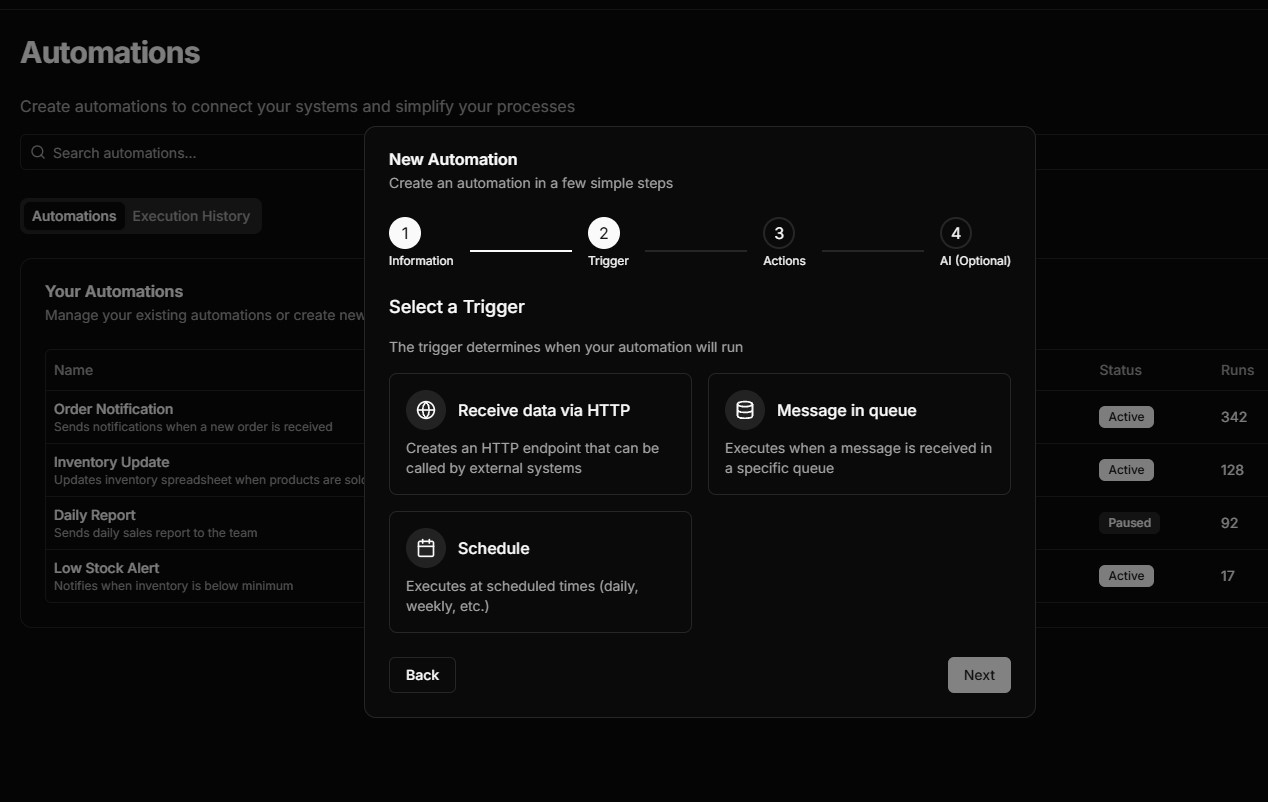 Automations
Create automations to connect your systems and simplify your processes
Search automations...
Automations
Execution History
Your Automations
Manage your existing automations or create new
Name
Status
Runs
Order Notification
Sends notifications when a new order is received
Active
342
Inventory Update
Updates inventory spreadsheet when products are sold
Active
128
Daily Report
Sends daily sales report to the team
Paused
92
Low Stock Alert
Notifies when inventory is below minimum
Active
17
New Automation
Create an automation in a few simple steps
1
Information
2
Trigger
3
Actions
4
AI (Optional)
Select a Trigger
The trigger determines when your automation will run
Receive data via HTTP
Creates an HTTP endpoint that can be
called by external systems
Message in queue
Executes when a message is received in
a specific queue
Schedule
Executes at scheduled times (daily,
weekly, etc.)
Back
Next